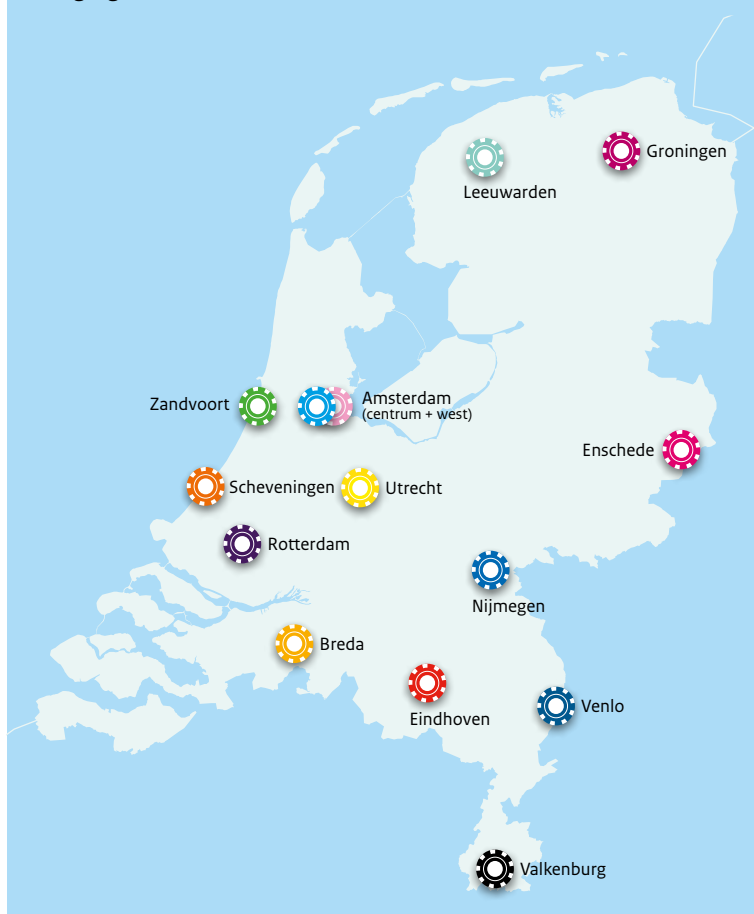 Groningen
Leeuwarden
Zandvoort
Amsterdam
(centrum + west)
Enschede
Scheveningen
Utrecht
Rotterdam
Nijmegen
Breda
Eindhoven
Venlo
Valkenburg